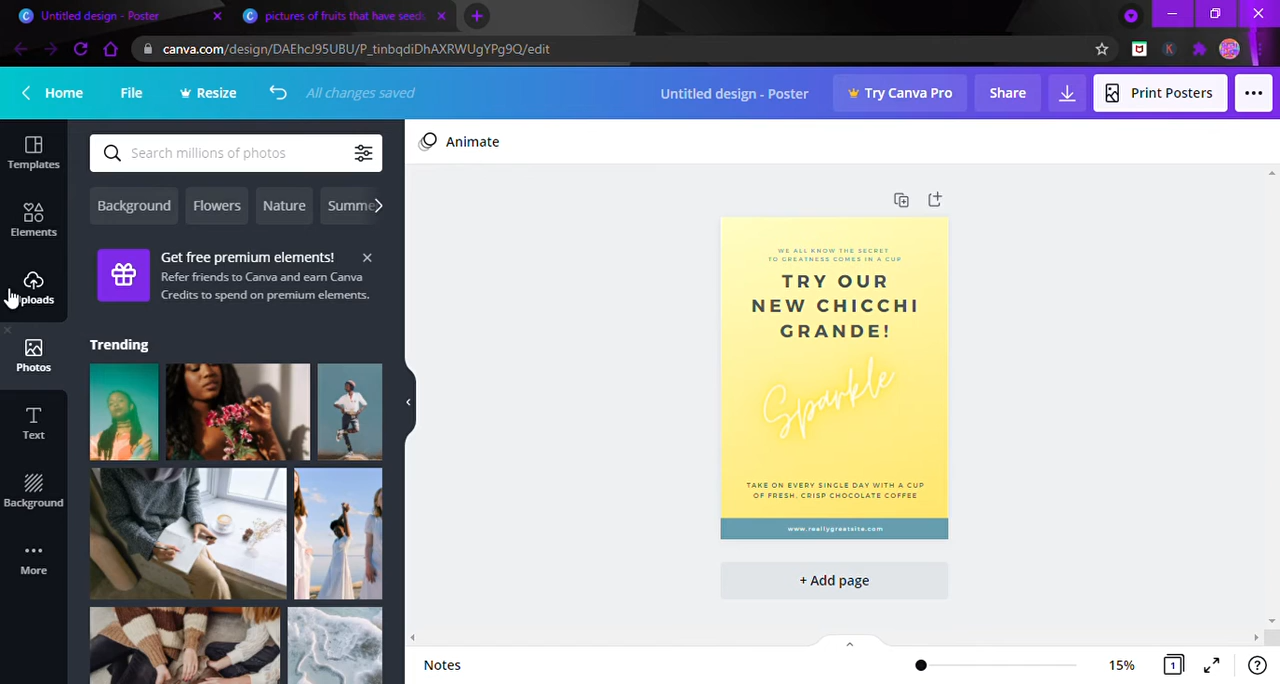 Untitled design - Poster
pictures of fruits that have seeds
canva.com/design/DAEhcJ95UBU/P_tinbqdiDhAXRWUgYPg9Q/edit
Home File Resize All changes saved Untitled design - Poster Try Canva Pro Share Print Posters
Templates
Elements
Uploads
Photos
Text
Background
More
Search millions of photos
Background Flowers Nature Summe
Get free premium elements!
Refer friends to Canva and earn Canva
Credits to spend on premium elements.
Trending
Animate
WE ALL KNOW THE SECRET
TO GREATNESS COMES IN A CUP
TRY OUR
NEW CHICCHI
GRANDE!
Sparkle
TAKE ON EVERY SINGLE DAY WITH A CUP
OF FRESH, CRISP CHOCOLATE COFFEE
www.reallygreatsite.com
+ Add page
Notes
15%
1